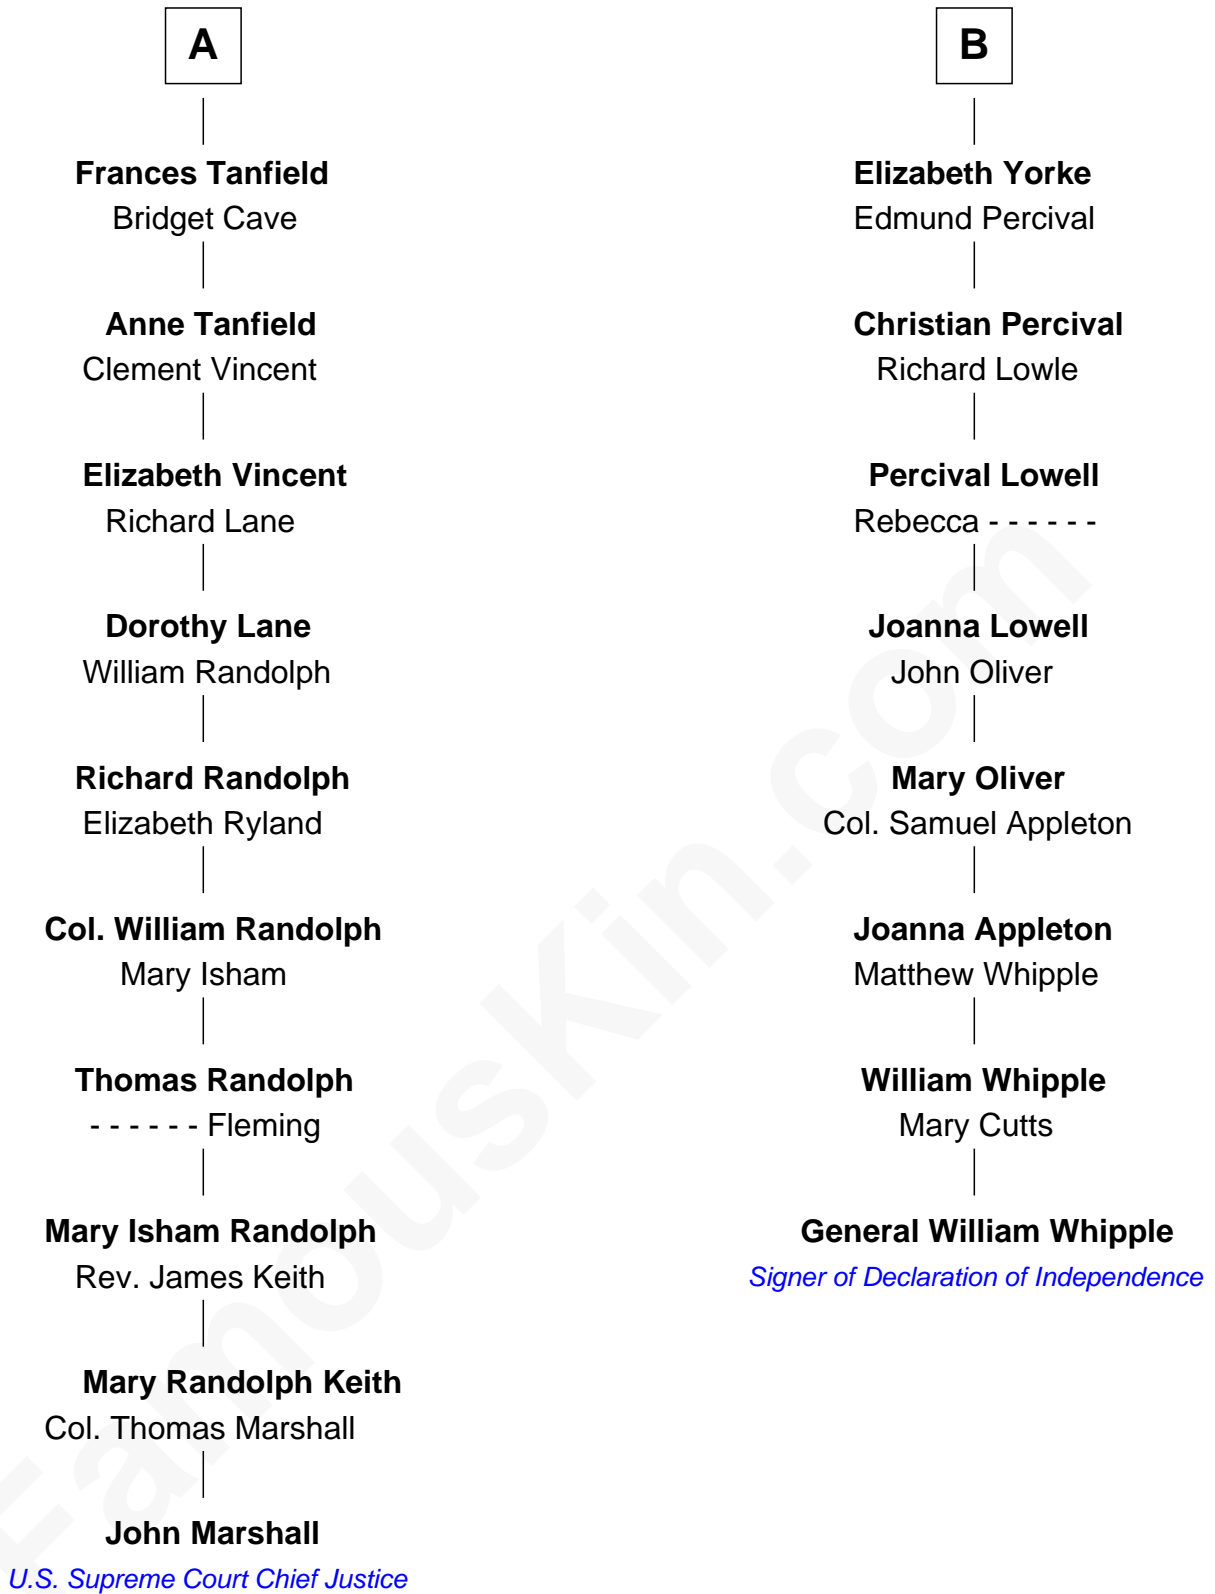 A
Frances Tanfield
Bridget Cave
Anne Tanfield
Clement Vincent
Elizabeth Vincent
Richard Lane
Dorothy Lane
William Randolph
Richard Randolph
Elizabeth Ryland
Col. William Randolph
Mary Isham
Thomas Randolph
- - - - - - Fleming
Mary Isham Randolph
Rev. James Keith
Mary Randolph Keith
Col. Thomas Marshall
John Marshall
U.S. Supreme Court Chief Justice
B
Elizabeth Yorke
Edmund Percival
Christian Percival
Richard Lowle
Percival Lowell
Rebecca - - - - - -
Joanna Lowell
John Oliver
Mary Oliver
Col. Samuel Appleton
Joanna Appleton
Matthew Whipple
William Whipple
Mary Cutts
General William Whipple
Signer of Declaration of Independence
FamousKin.com